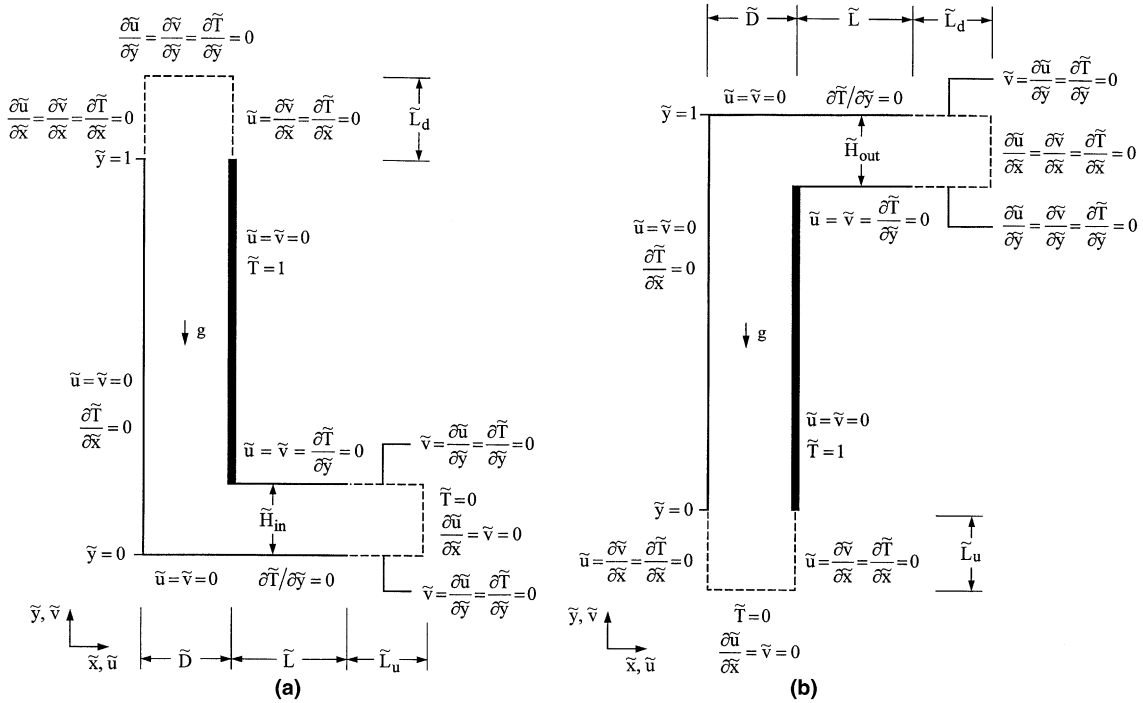 ∂ũ/∂ỹ = ∂ṽ/∂ỹ = ∂T̃/∂ỹ = 0
∂ũ/∂x̃ = ∂ṽ/∂x̃ = ∂T̃/∂x̃ = 0
ũ = ∂ṽ/∂x̃ = ∂T̃/∂x̃ = 0
L̃d
ỹ = 1
ũ = ṽ = 0
T̃ = 1
g
ũ = ṽ = 0
∂T̃/∂x̃ = 0
ũ = ṽ = ∂T̃/∂ỹ = 0
ṽ = ∂ũ/∂ỹ = ∂T̃/∂ỹ = 0
H̃in
T̃ = 0
∂ũ/∂x̃ = ṽ = 0
ỹ = 0
ũ = ṽ = 0
∂T̃/∂ỹ = 0
ṽ = ∂ũ/∂ỹ = ∂T̃/∂ỹ = 0
ỹ, ṽ
x̃, ũ
D̃
L̃
L̃u
(a)
D̃
L̃
L̃d
ũ = ṽ = 0
∂T̃/∂ỹ = 0
ṽ = ∂ũ/∂ỹ = ∂T̃/∂ỹ = 0
ỹ = 1
H̃out
∂ũ/∂x̃ = ∂ṽ/∂x̃ = ∂T̃/∂x̃ = 0
ũ = ṽ = 0
∂T̃/∂x̃ = 0
ũ = ṽ = ∂T̃/∂ỹ = 0
∂ũ/∂ỹ = ∂ṽ/∂ỹ = ∂T̃/∂ỹ = 0
g
ũ = ṽ = 0
T̃ = 1
ỹ = 0
ũ = ∂ṽ/∂x̃ = ∂T̃/∂x̃ = 0
ũ = ∂ṽ/∂x̃ = ∂T̃/∂x̃ = 0
L̃u
T̃ = 0
∂ũ/∂x̃ = ṽ = 0
ỹ, ṽ
x̃, ũ
(b)